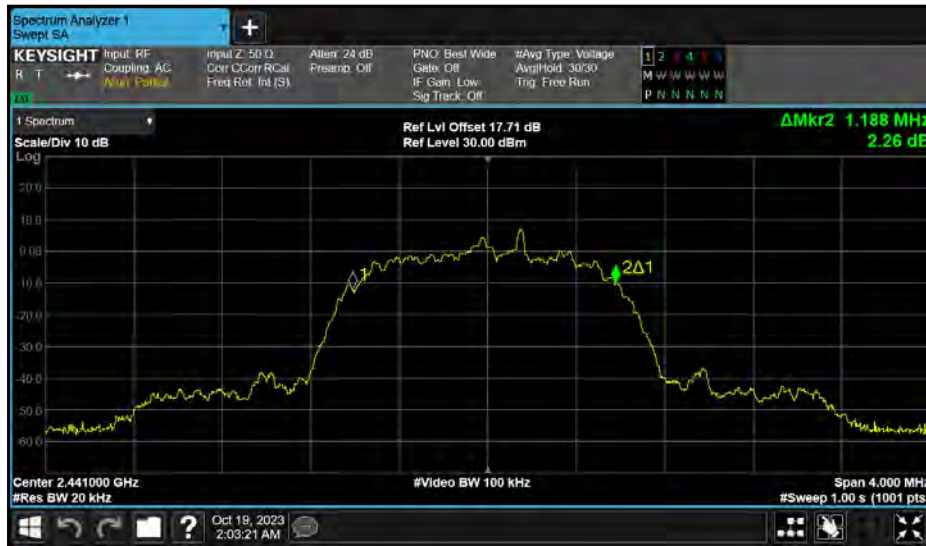 Spectrum Analyzer 1
Swept SA
+
KEYSIGHT Input: RF
R T
Coupling: AC
Align: Partial
Input Z: 50 Ω
Corr CCorr RCal
Freq Ref: Int (S)
Atten: 24 dB
Preamp: Off
PNO: Best Wide
Gate: Off
IF Gain: Low
Sig Track: Off
#Avg Type: Voltage
Avg|Hold: 30/30
Trig: Free Run
1 2 3 4 5 6
M W W W W W
P N N N N N
1 Spectrum
Scale/Div 10 dB
Log
Ref Lvl Offset 17.71 dB
Ref Level 30.00 dBm
ΔMkr2 1.188 MHz
2.26 dB
20.0
10.0
0.00
-10.0
-20.0
-30.0
-40.0
-50.0
-60.0
1
2Δ1
Center 2.441000 GHz
#Res BW 20 kHz
#Video BW 100 kHz
Span 4.000 MHz
#Sweep 1.00 s (1001 pts
?
Oct 19, 2023
2:03:21 AM